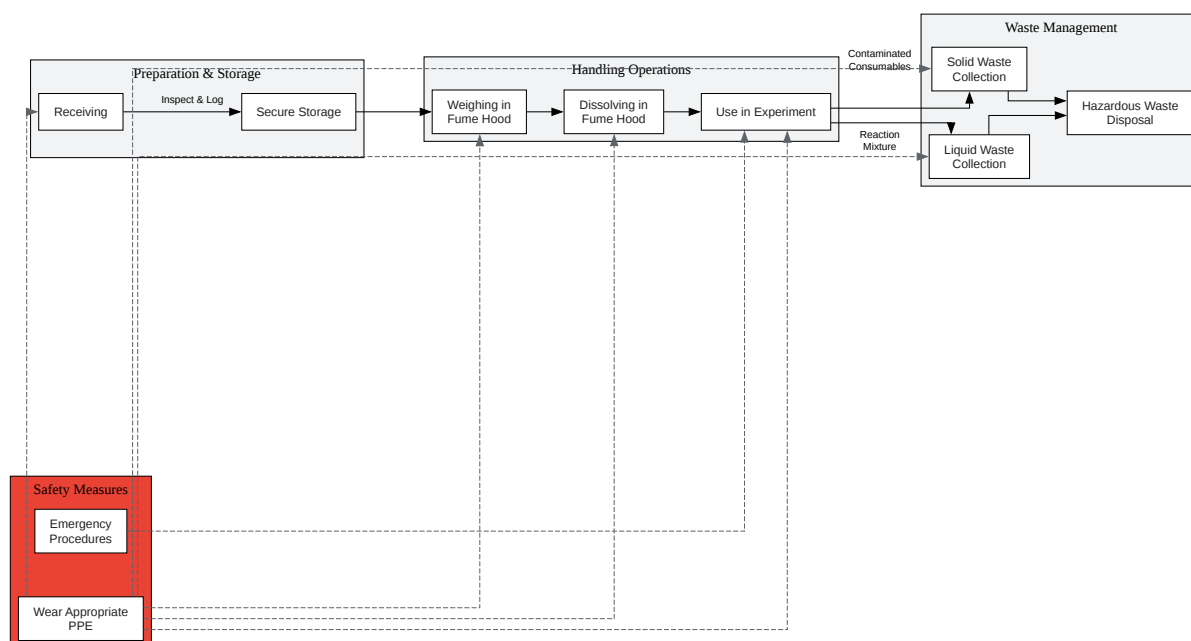 Waste Management
Contaminated
Consumables
Solid Waste
Collection
Preparation & Storage
Handling Operations
Receiving
Inspect & Log
Secure Storage
Weighing in
Fume Hood
Dissolving in
Fume Hood
Use in Experiment
Hazardous Waste
Disposal
Reaction
Mixture
Liquid Waste
Collection
Safety Measures
Emergency
Procedures
Wear Appropriate
PPE